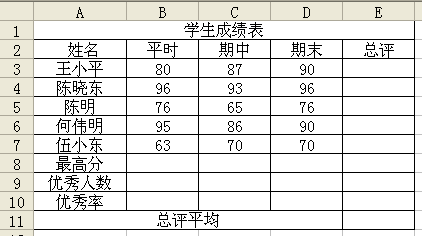 A B C D E
1 学生成绩表
2 姓名 平时 期中 期末 总评
3 王小平 80 87 90
4 陈晓东 96 93 96
5 陈明 76 65 76
6 何伟明 95 86 90
7 伍小东 63 70 70
8 最高分
9 优秀人数
10 优秀率
11 总评平均